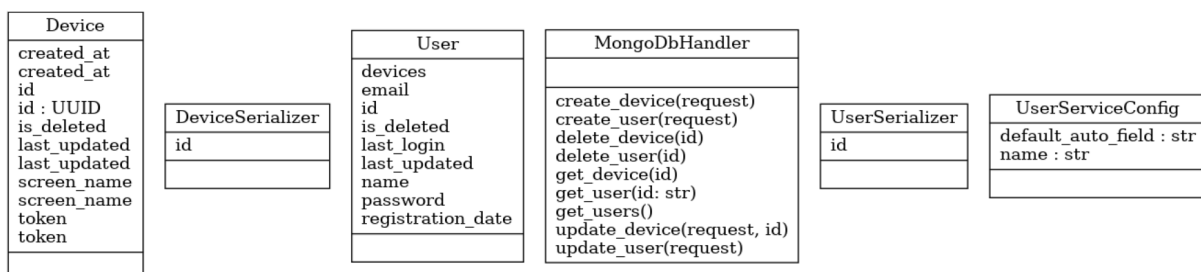 Device
created_at
created_at
id
id : UUID
is_deleted
last_updated
last_updated
screen_name
screen_name
token
token
DeviceSerializer
id
User
devices
email
id
is_deleted
last_login
last_updated
name
password
registration_date
MongoDbHandler
create_device(request)
create_user(request)
delete_device(id)
delete_user(id)
get_device(id)
get_user(id: str)
get_users()
update_device(request, id)
update_user(request)
UserSerializer
id
UserServiceConfig
default_auto_field : str
name : str